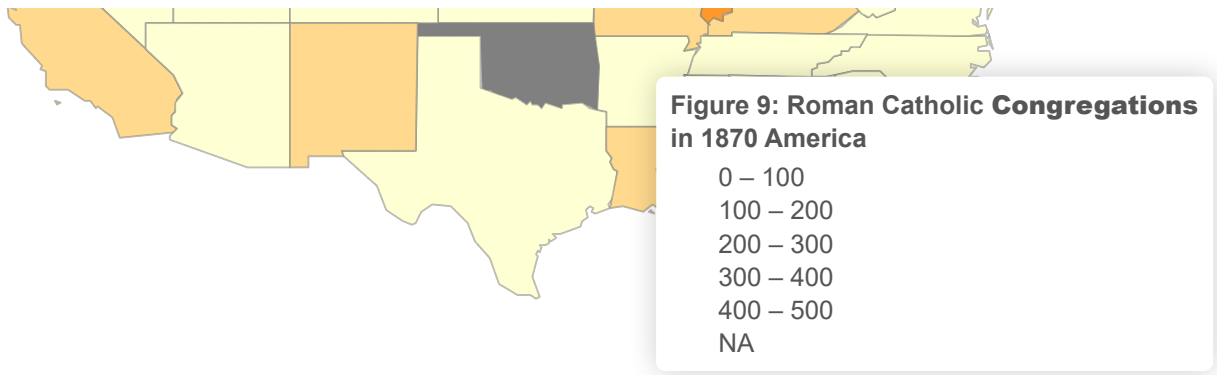 Figure 9: Roman Catholic Congregations
in 1870 America
0 – 100
100 – 200
200 – 300
300 – 400
400 – 500
NA